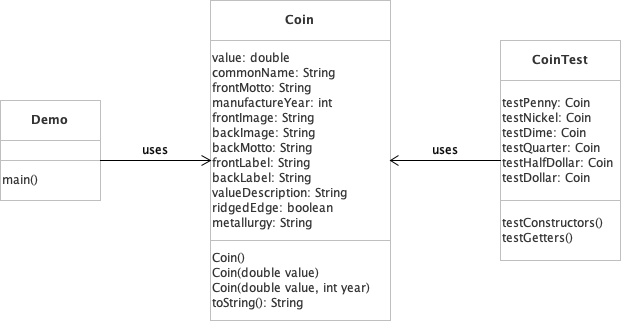 Demo
main()
uses
Coin
value: double
commonName: String
frontMotto: String
manufactureYear: int
frontImage: String
backImage: String
backMotto: String
frontLabel: String
backLabel: String
valueDescription: String
ridgedEdge: boolean
metallurgy: String
Coin()
Coin(double value)
Coin(double value, int year)
toString(): String
uses
CoinTest
testPenny: Coin
testNickel: Coin
testDime: Coin
testQuarter: Coin
testHalfDollar: Coin
testDollar: Coin
testConstructors()
testGetters()